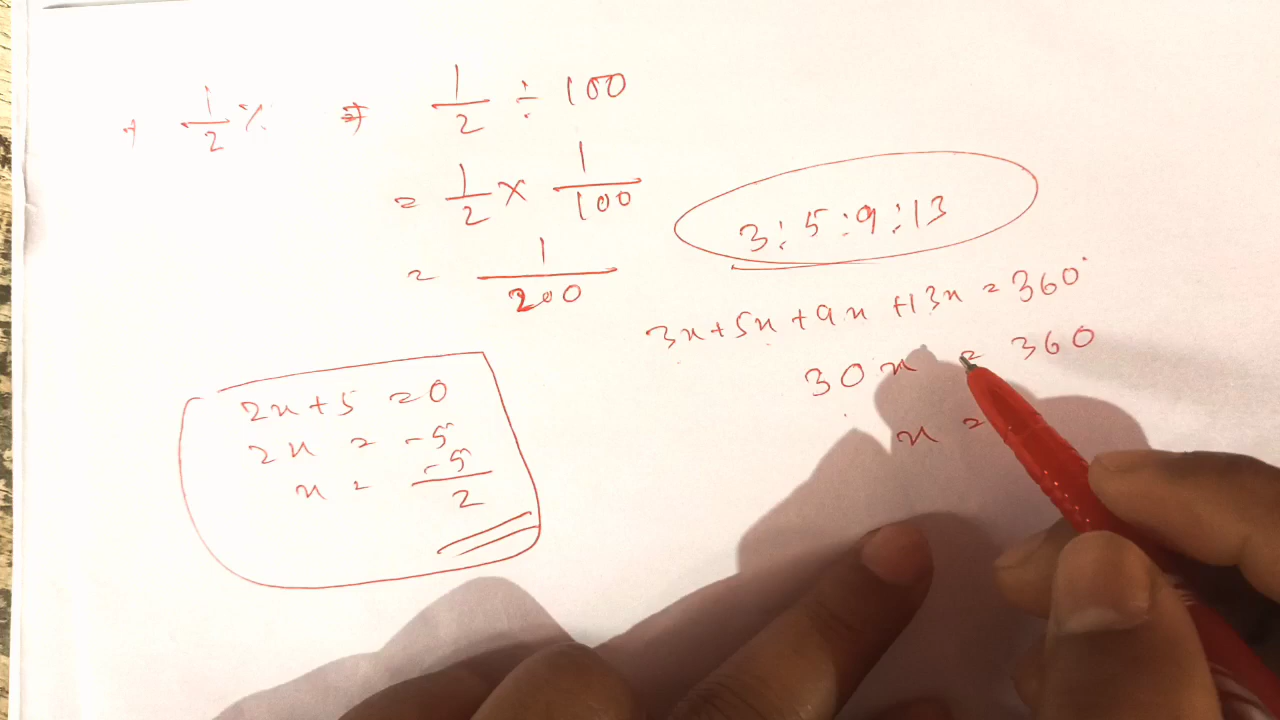 → 1/2 % ⇒ 1/2 ÷ 100
= 1/2 × 1/100
= 1/200
3:5:9:13
3x+5x+9x+13x=360°
30x = 360
x =
2x+5=0
2x = -5
x = -5/2